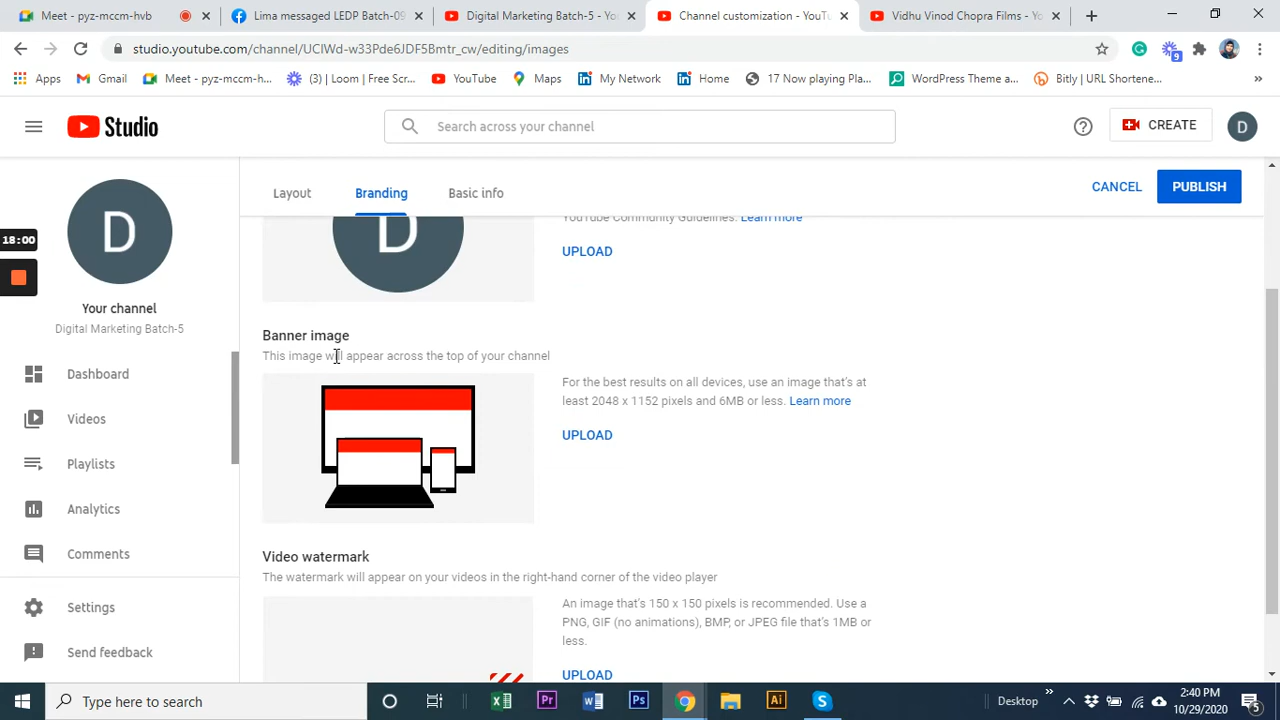 Meet - pyz-mccm-hvb
Lima messaged LEDP Batch-09
Digital Marketing Batch-5 - Yo
Channel customization - YouTu
Vidhu Vinod Chopra Films - Yo
studio.youtube.com/channel/UClWd-w33Pde6JDF5Bmtr_cw/editing/images
Apps
Gmail
Meet - pyz-mccm-h...
(3) | Loom | Free Scr...
YouTube
Maps
My Network
Home
17 Now playing Pla...
WordPress Theme a...
Bitly | URL Shortene...
9
Studio
Search across your channel
CREATE
D
Layout
Branding
Basic info
CANCEL
PUBLISH
D
18:00
Your channel
Digital Marketing Batch-5
Dashboard
Videos
Playlists
Analytics
Comments
Settings
Send feedback
YouTube Community Guidelines. Learn more
D
UPLOAD
Banner image
This image will appear across the top of your channel
For the best results on all devices, use an image that's at
least 2048 x 1152 pixels and 6MB or less. Learn more
UPLOAD
Video watermark
The watermark will appear on your videos in the right-hand corner of the video player
An image that's 150 x 150 pixels is recommended. Use a
PNG, GIF (no animations), BMP, or JPEG file that's 1MB or
less.
UPLOAD
Type here to search
Pr
Ps
Ai
Desktop
2:40 PM
10/29/2020
5